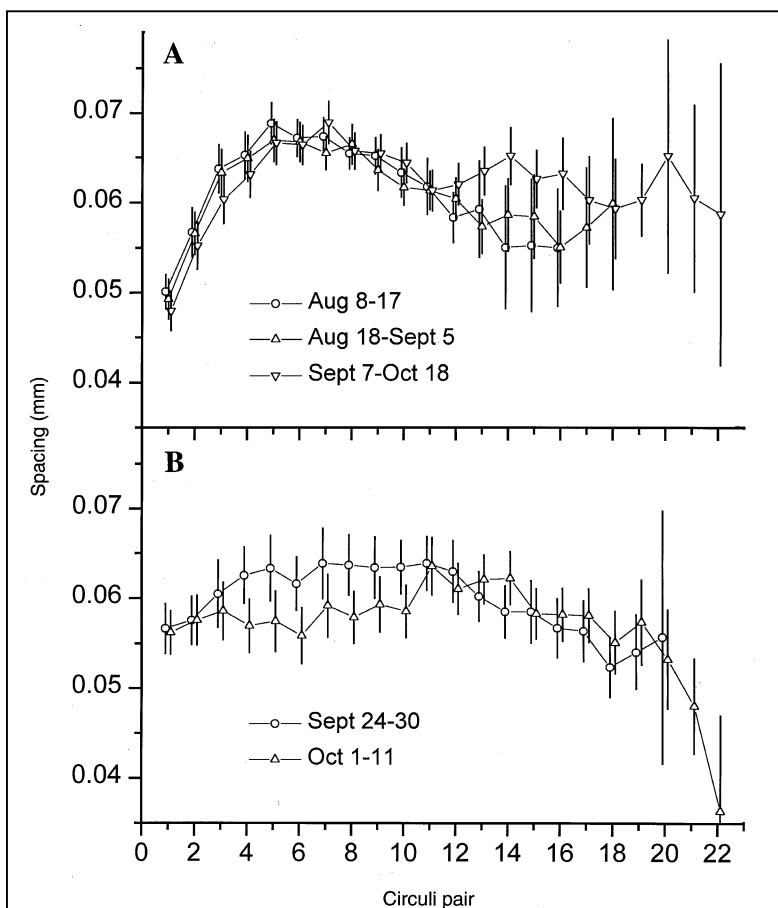 A
0.07
0.06
0.05
0.04
Aug 8-17
Aug 18-Sept 5
Sept 7-Oct 18
Spacing (mm)
B
0.07
0.06
0.05
0.04
Sept 24-30
Oct 1-11
0 2 4 6 8 10 12 14 16 18 20 22
Circuli pair